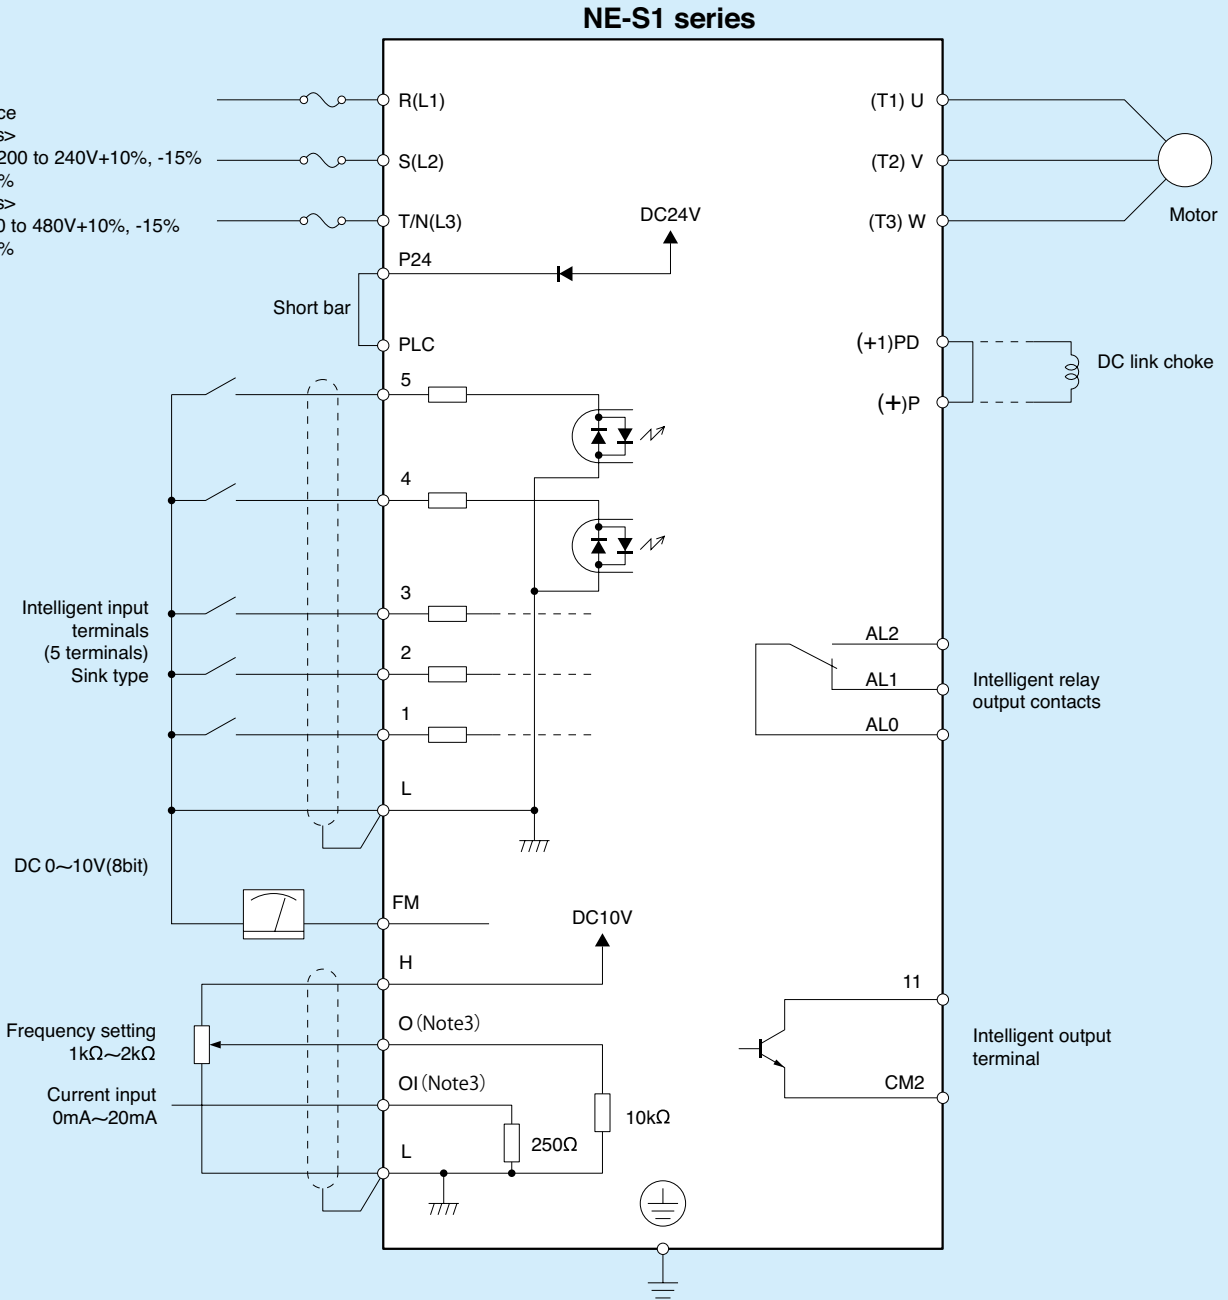 NE-S1 series
R(L1)
S(L2)
T/N(L3)
200 to 240V+10%, -15%
%
to 480V+10%, -15%
%
P24
DC24V
Short bar
PLC
5
4
3
2
1
L
Intelligent input
terminals
(5 terminals)
Sink type
DC 0～10V(8bit)
FM
DC10V
H
O（Note3）
OI（Note3）
L
Frequency setting
1kΩ～2kΩ
Current input
0mA～20mA
10kΩ
250Ω
(T1) U
(T2) V
(T3) W
Motor
(+1)PD
(+)P
DC link choke
AL2
AL1
AL0
Intelligent relay
output contacts
11
CM2
Intelligent output
terminal